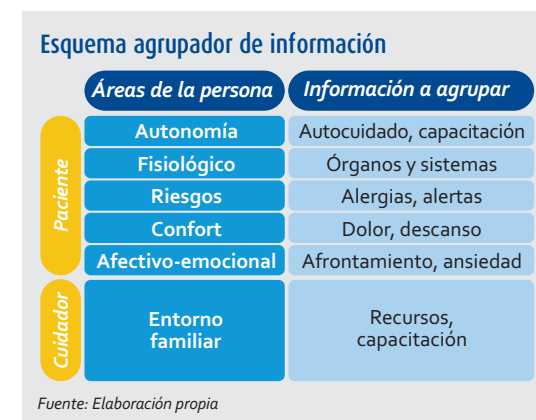 Esquema agrupador de información
Áreas de la persona
Información a agrupar
Paciente
Autonomía
Autocuidado, capacitación
Fisiológico
Órganos y sistemas
Riesgos
Alergias, alertas
Confort
Dolor, descanso
Afectivo-emocional
Afrontamiento, ansiedad
Cuidador
Entorno
familiar
Recursos,
capacitación
Fuente: Elaboración propia